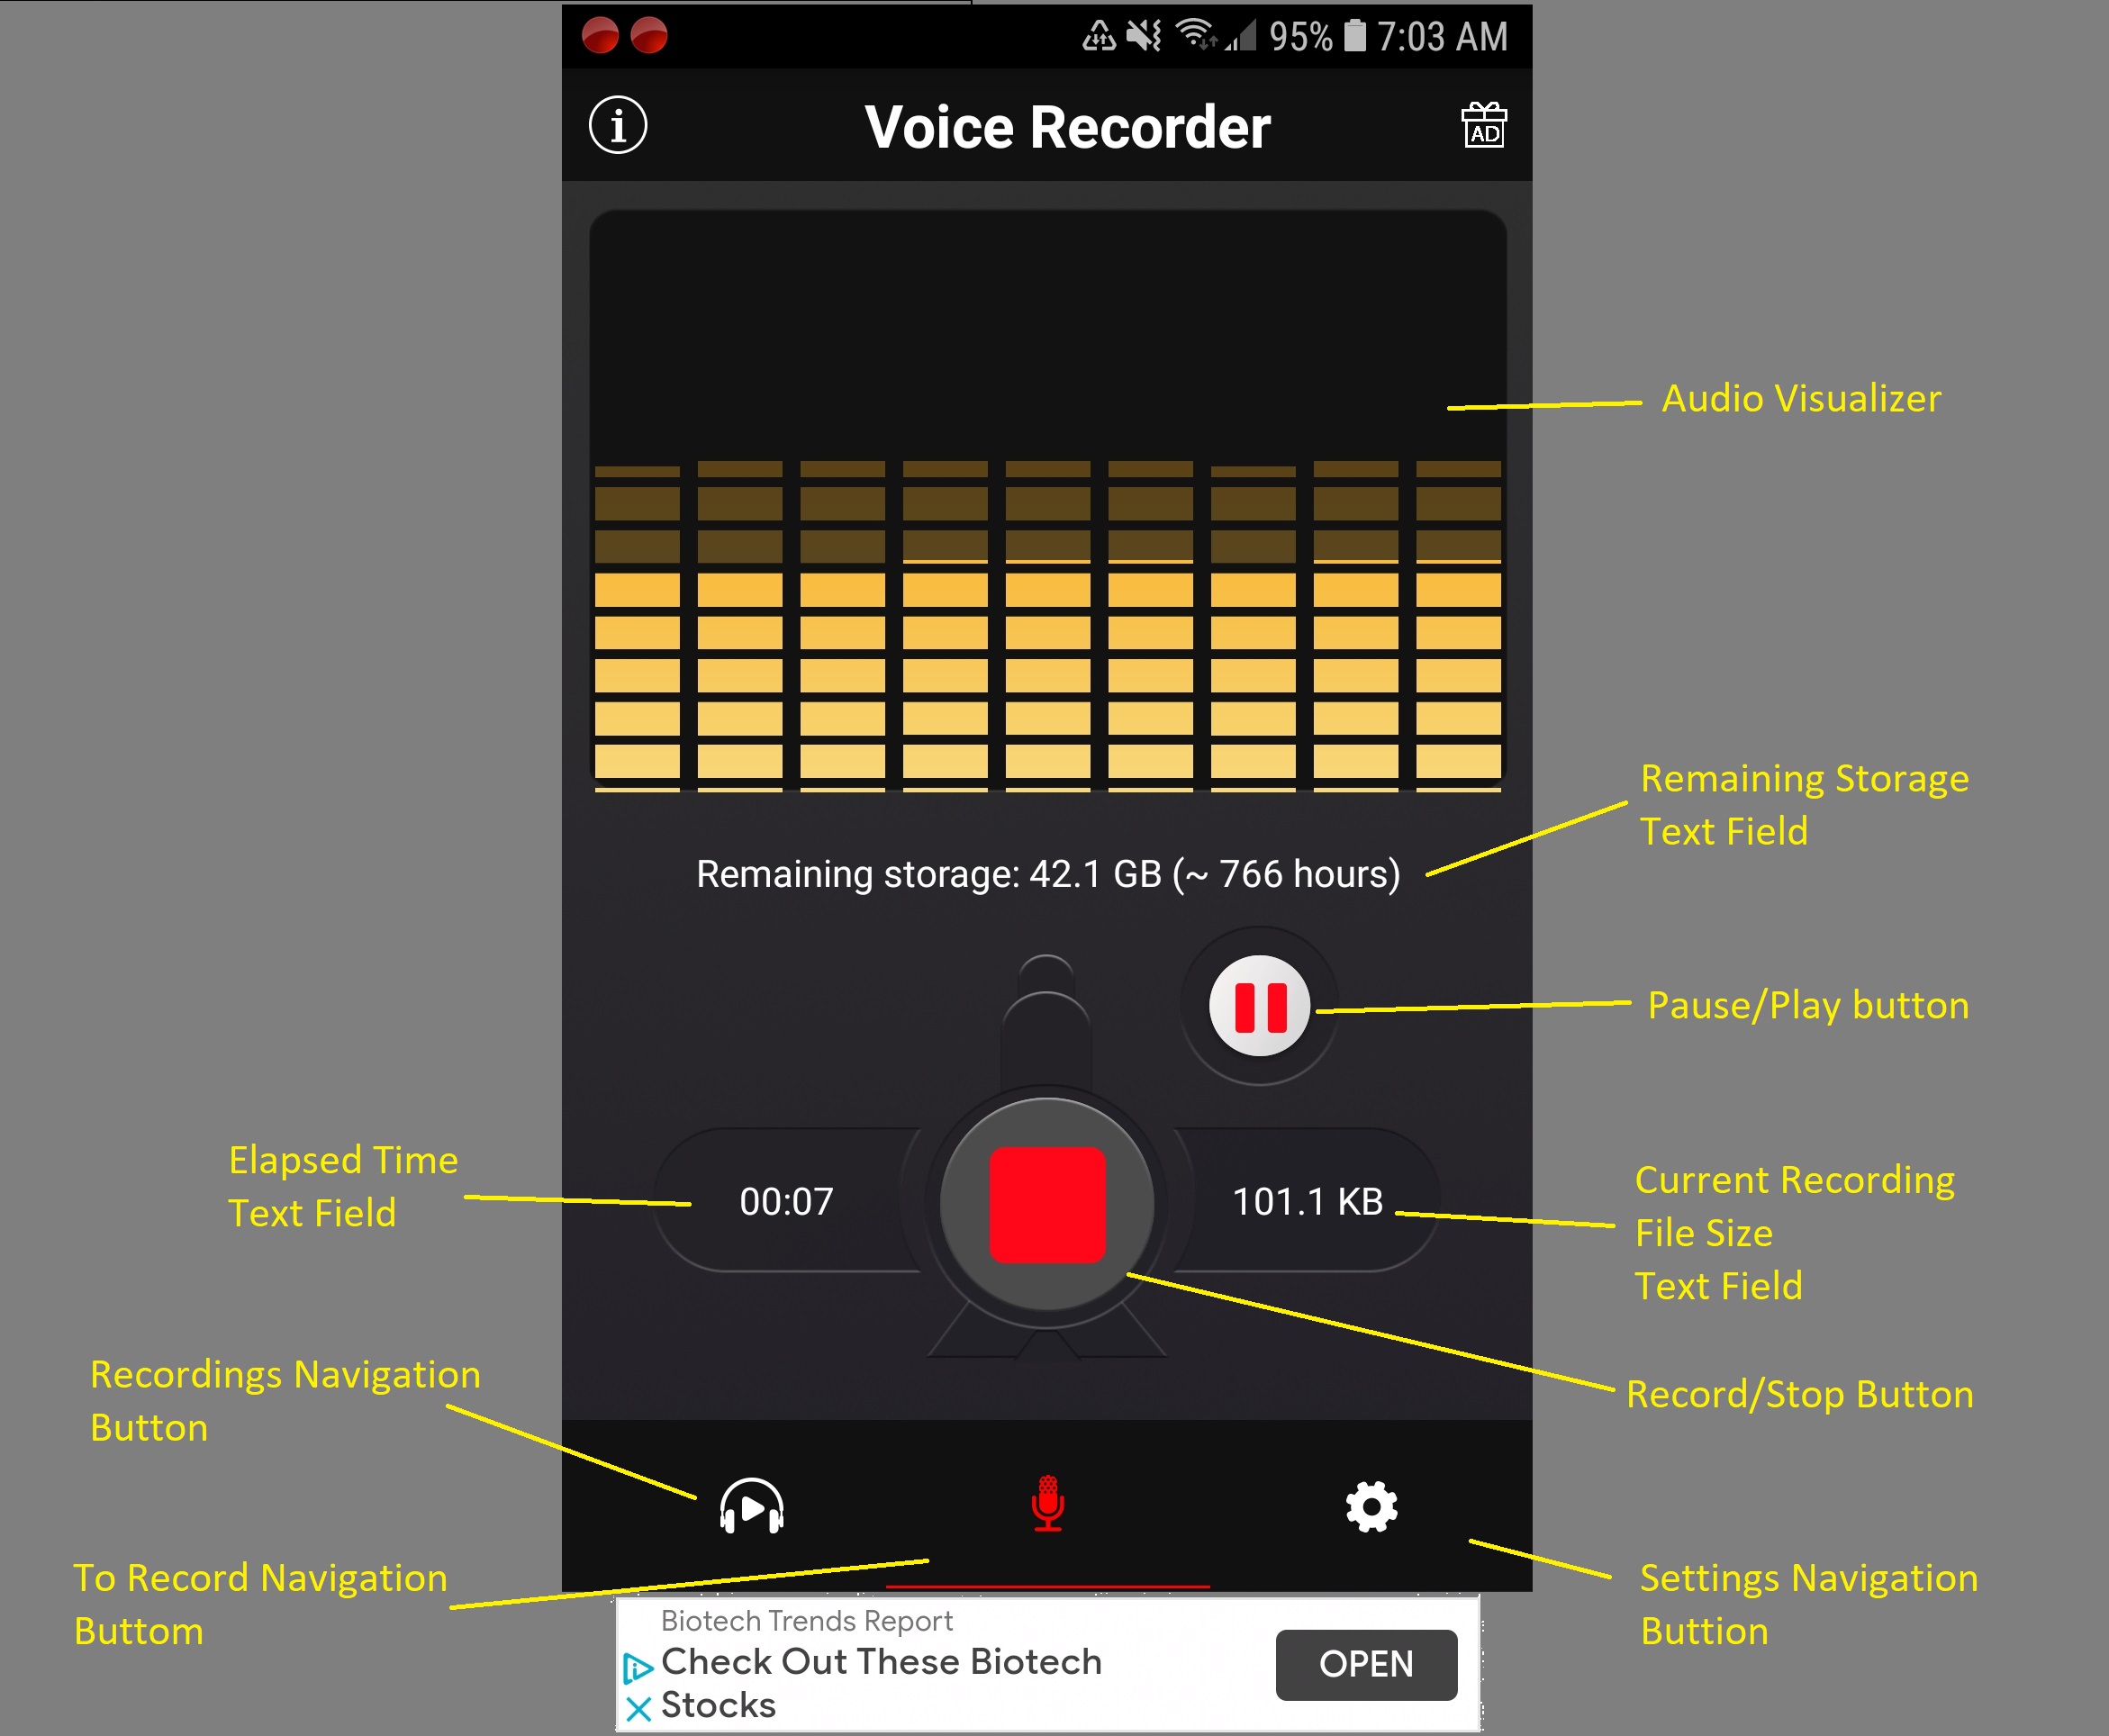 95% 7:03 AM
i Voice Recorder AD
Audio Visualizer
Remaining Storage
Text Field
Remaining storage: 42.1 GB (~ 766 hours)
Pause/Play button
Elapsed Time
Text Field
00:07
101.1 KB
Current Recording
File Size
Text Field
Record/Stop Button
Recordings Navigation
Button
To Record Navigation
Buttom
Settings Navigation
Buttion
Biotech Trends Report
Check Out These Biotech
Stocks
OPEN